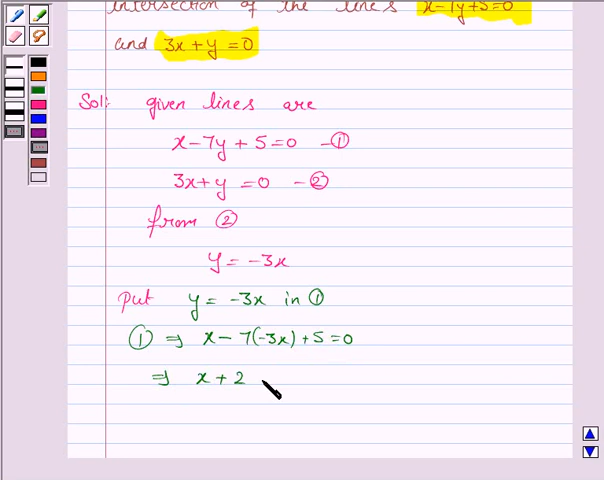 intersection of the lines x-7y+5=0
and 3x+y=0
Sol: given lines are
x-7y+5=0 -①
3x+y=0 -②
from ②
y=-3x
Put y=-3x in ①
① ⇒ x-7(-3x)+5=0
⇒ x+2